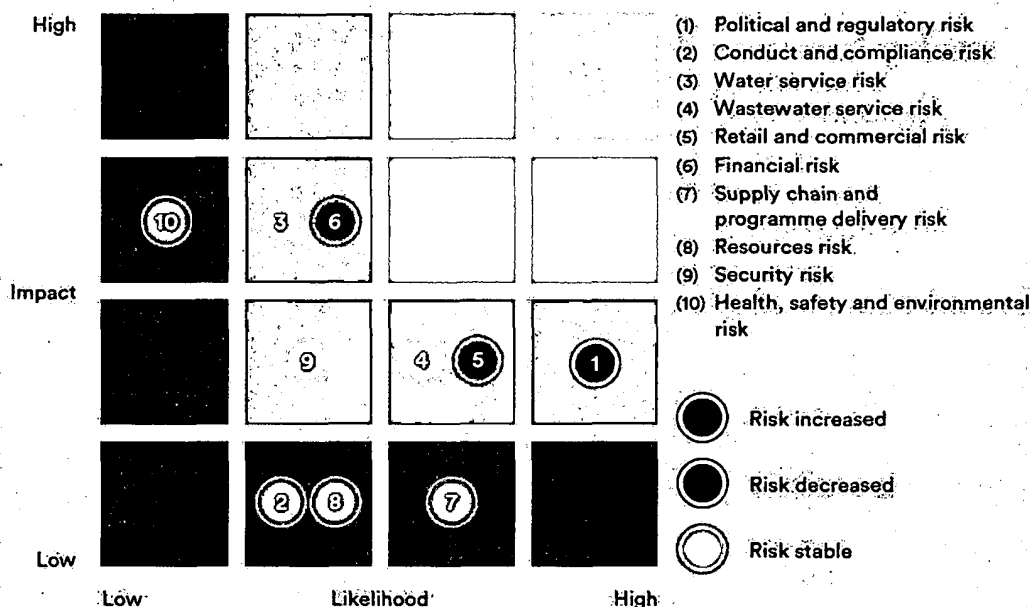 High
(1) Political and regulatory risk
(2) Conduct and compliance risk
(3) Water service risk
(4) Wastewater service risk
(5) Retail and commercial risk
(6) Financial risk
(7) Supply chain and
programme delivery risk
(8) Resources risk
(9) Security risk
(10) Health, safety and environmental
risk
10
3
6
Impact
9
4
5
1
2
8
7
Risk increased
Risk decreased
Risk stable
Low
Low
Likelihood
High